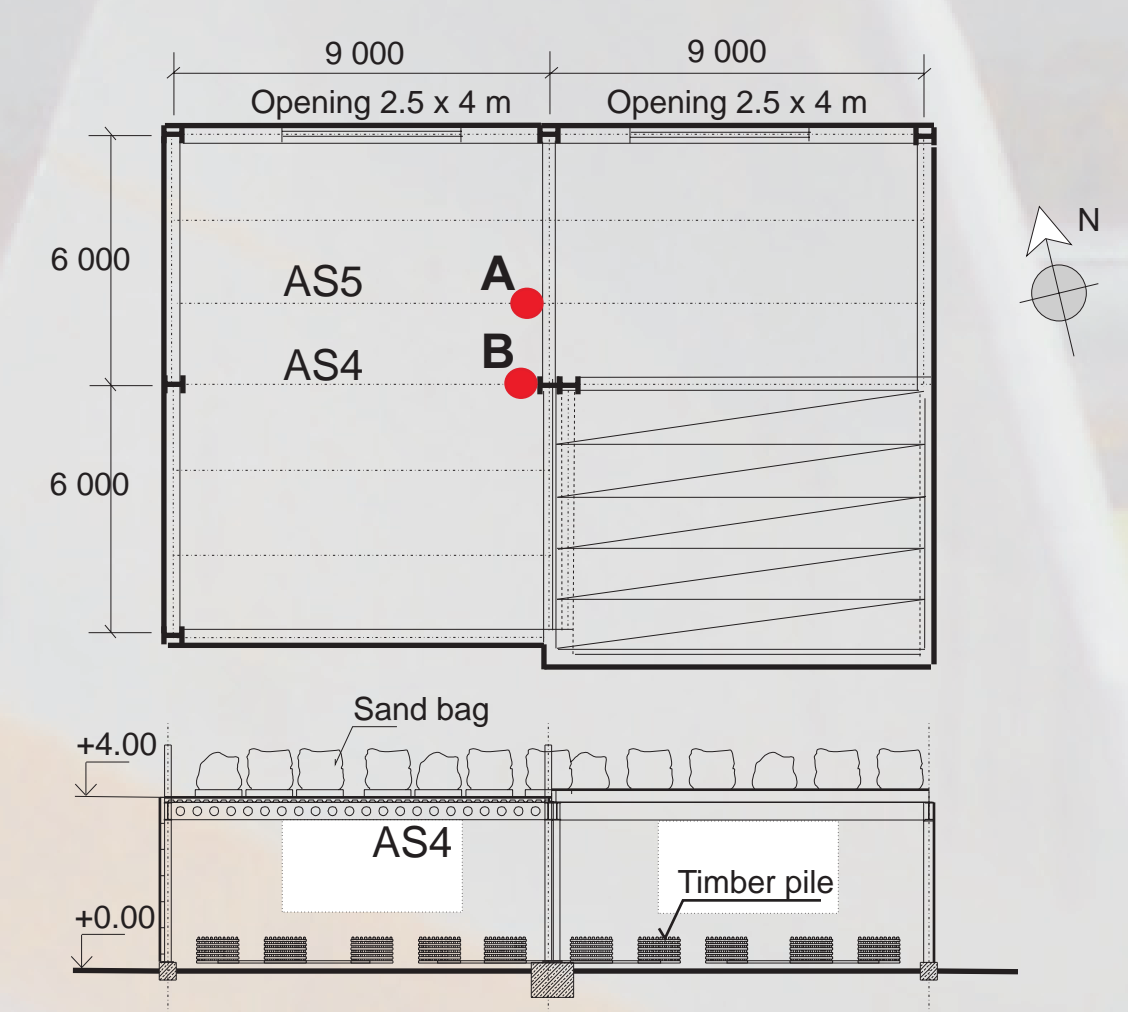 9 000
9 000
Opening 2.5 x 4 m
Opening 2.5 x 4 m
N
6 000
A
AS5
B
AS4
6 000
Sand bag
+4.00
AS4
Timber pile
+0.00